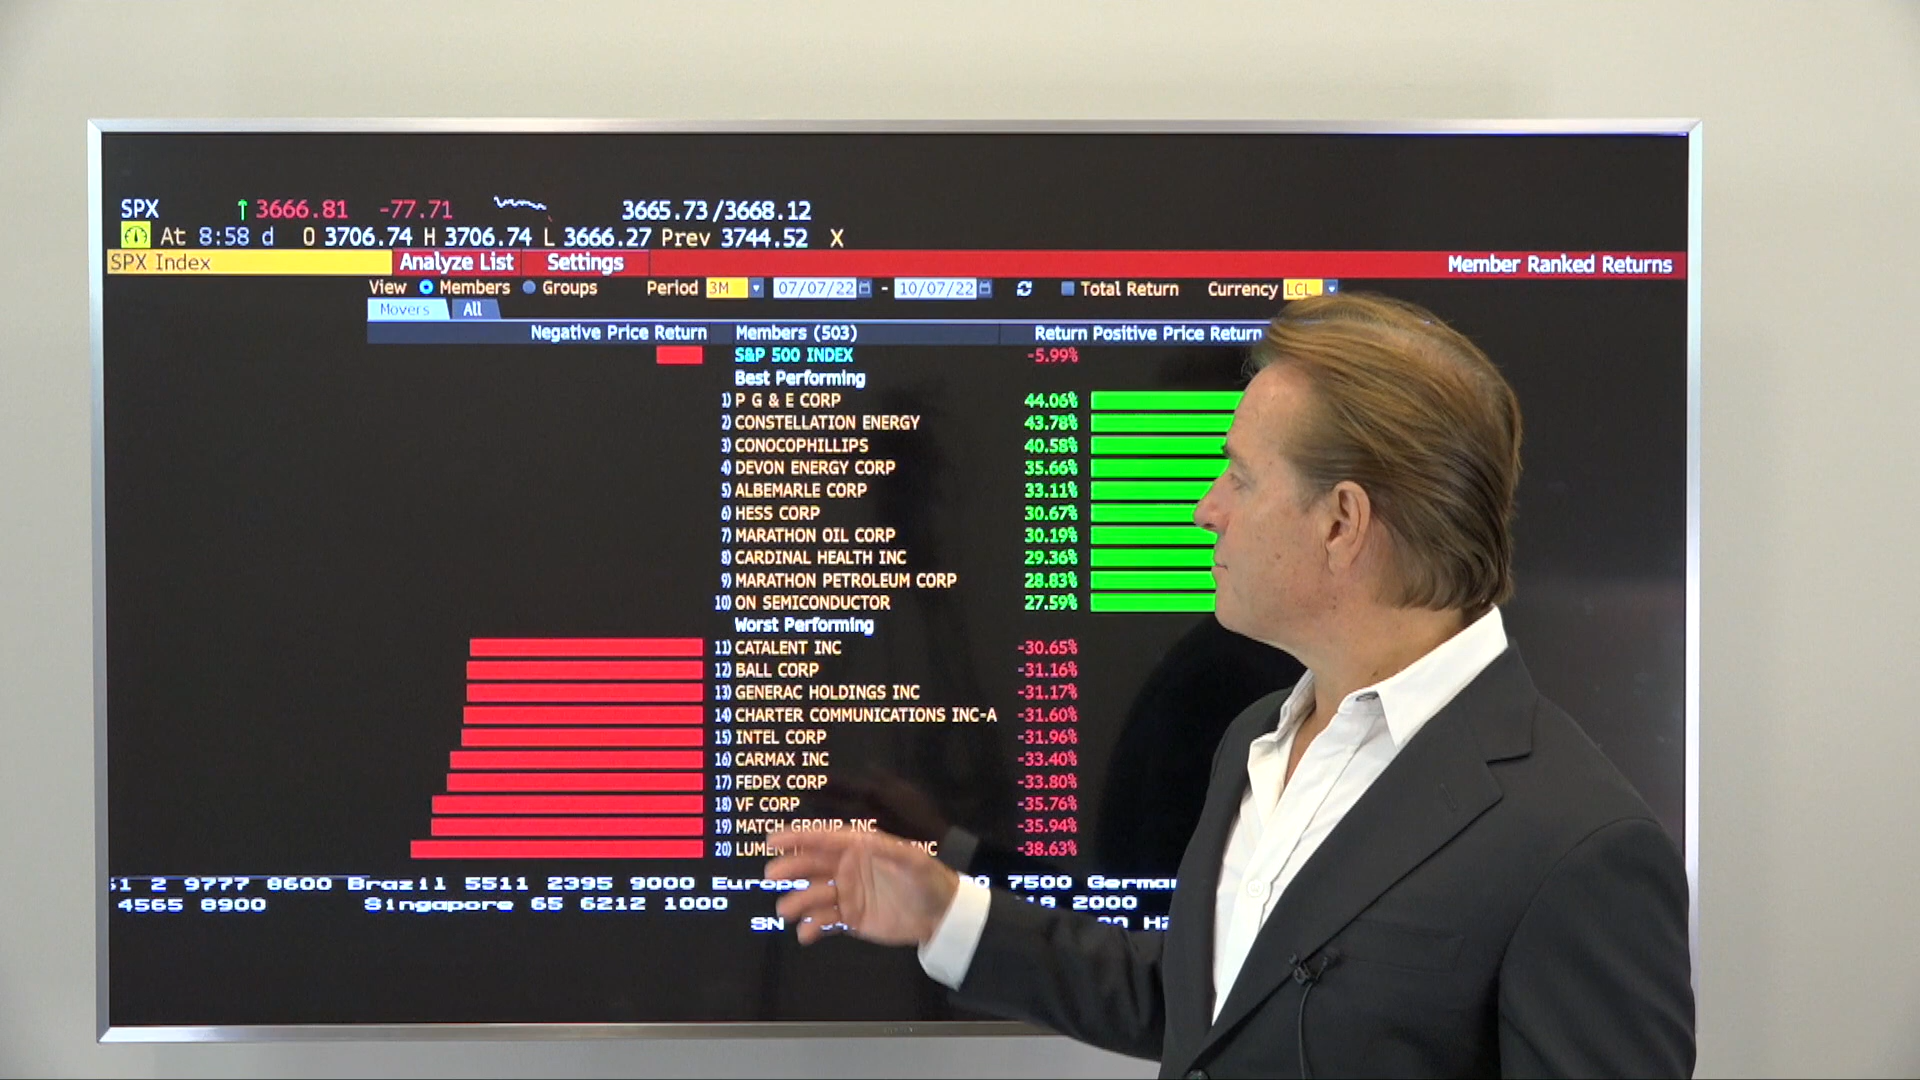 SPX ↑ 3666.81 -77.71 3665.73/3668.12
At 8:58 d O 3706.74 H 3706.74 L 3666.27 Prev 3744.52 X
SPX Index Analyze List Settings Member Ranked Returns
View Members Groups Period 3M 07/07/22 - 10/07/22 Total Return Currency LCL
Movers All
Negative Price Return Members (503) Return Positive Price Return
S&P 500 INDEX -5.99%
Best Performing
1) P G & E CORP 44.06%
2) CONSTELLATION ENERGY 43.78%
3) CONOCOPHILLIPS 40.58%
4) DEVON ENERGY CORP 35.66%
5) ALBEMARLE CORP 33.11%
6) HESS CORP 30.67%
7) MARATHON OIL CORP 30.19%
8) CARDINAL HEALTH INC 29.36%
9) MARATHON PETROLEUM CORP 28.83%
10) ON SEMICONDUCTOR 27.59%
Worst Performing
11) CATALENT INC -30.65%
12) BALL CORP -31.16%
13) GENERAC HOLDINGS INC -31.17%
14) CHARTER COMMUNICATIONS INC-A -31.60%
15) INTEL CORP -31.96%
16) CARMAX INC -33.40%
17) FEDEX CORP -33.80%
18) VF CORP -35.76%
19) MATCH GROUP INC -35.94%
20) LUMEN INC -38.63%
2 9777 8600 Brazil 5511 2395 9000 Europe 7500
4565 8900 Singapore 65 6212 1000 2000
SN